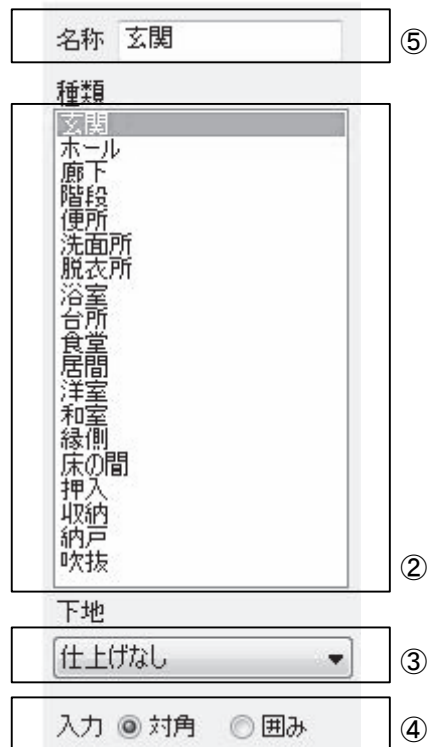 名称 玄関 ⑤
種類
玄関
ホール
廊下
階段
便所
洗面所
脱衣所
浴室
台所
食堂
居間
洋室
和室
縁側
床の間
押入
収納
納戸
吹抜
②
下地
仕上げなし ③
入力 対角 囲み ④